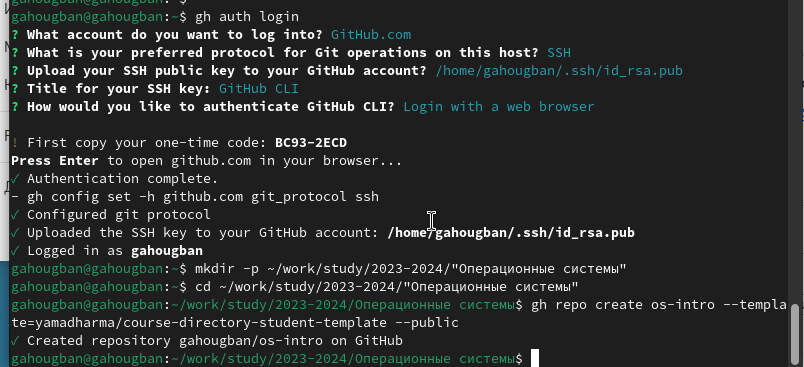 gahougban@gahougban:~$ gh auth login
? What account do you want to log into? GitHub.com
? What is your preferred protocol for Git operations on this host? SSH
? Upload your SSH public key to your GitHub account? /home/gahougban/.ssh/id_rsa.pub
? Title for your SSH key: GitHub CLI
? How would you like to authenticate GitHub CLI? Login with a web browser
! First copy your one-time code: BC93-2ECD
Press Enter to open github.com in your browser...
✓ Authentication complete.
- gh config set -h github.com git_protocol ssh
✓ Configured git protocol
✓ Uploaded the SSH key to your GitHub account: /home/gahougban/.ssh/id_rsa.pub
✓ Logged in as gahougban
gahougban@gahougban:~$ mkdir -p ~/work/study/2023-2024/"Операционные системы"
gahougban@gahougban:~$ cd ~/work/study/2023-2024/"Операционные системы"
gahougban@gahougban:~/work/study/2023-2024/Операционные системы$ gh repo create os-intro --templa
te=yamadharma/course-directory-student-template --public
✓ Created repository gahougban/os-intro on GitHub
gahougban@gahougban:~/work/study/2023-2024/Операционные системы$